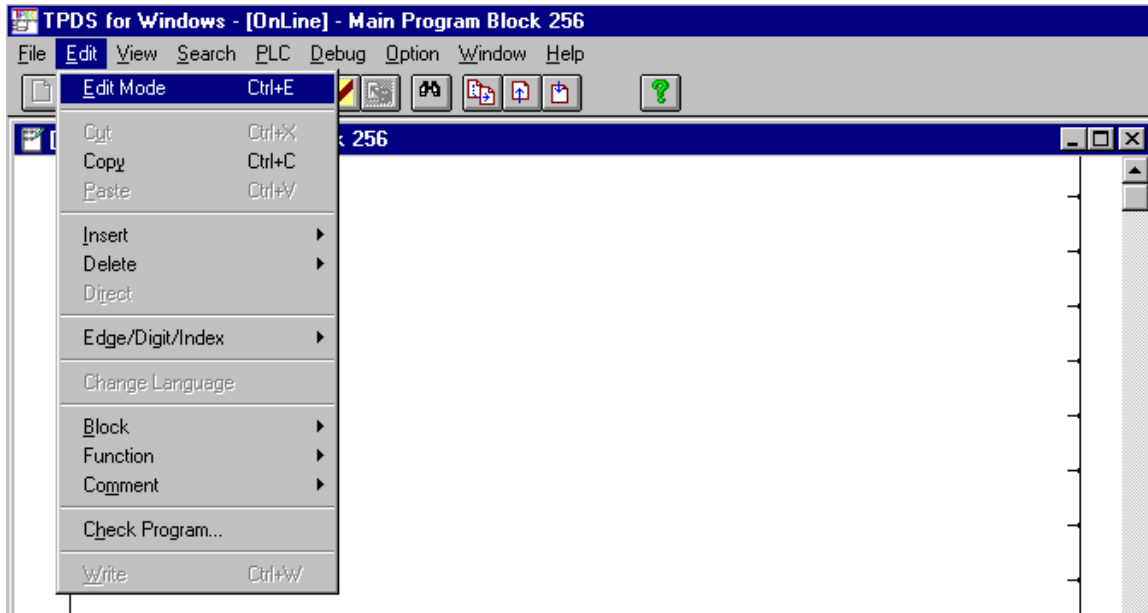 TPDS for Windows - [OnLine] - Main Program Block 256
File Edit View Search PLC Debug Option Window Help
Edit Mode Ctrl+E
[ k 256
Cut Ctrl+X
Copy Ctrl+C
Paste Ctrl+V
Insert
Delete
Direct
Edge/Digit/Index
Change Language
Block
Function
Comment
Check Program...
Write Ctrl+W